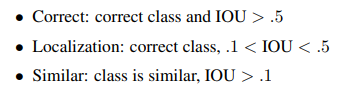 • Correct: correct class and IOU > .5
• Localization: correct class, .1 < IOU < .5
• Similar: class is similar, IOU > .1